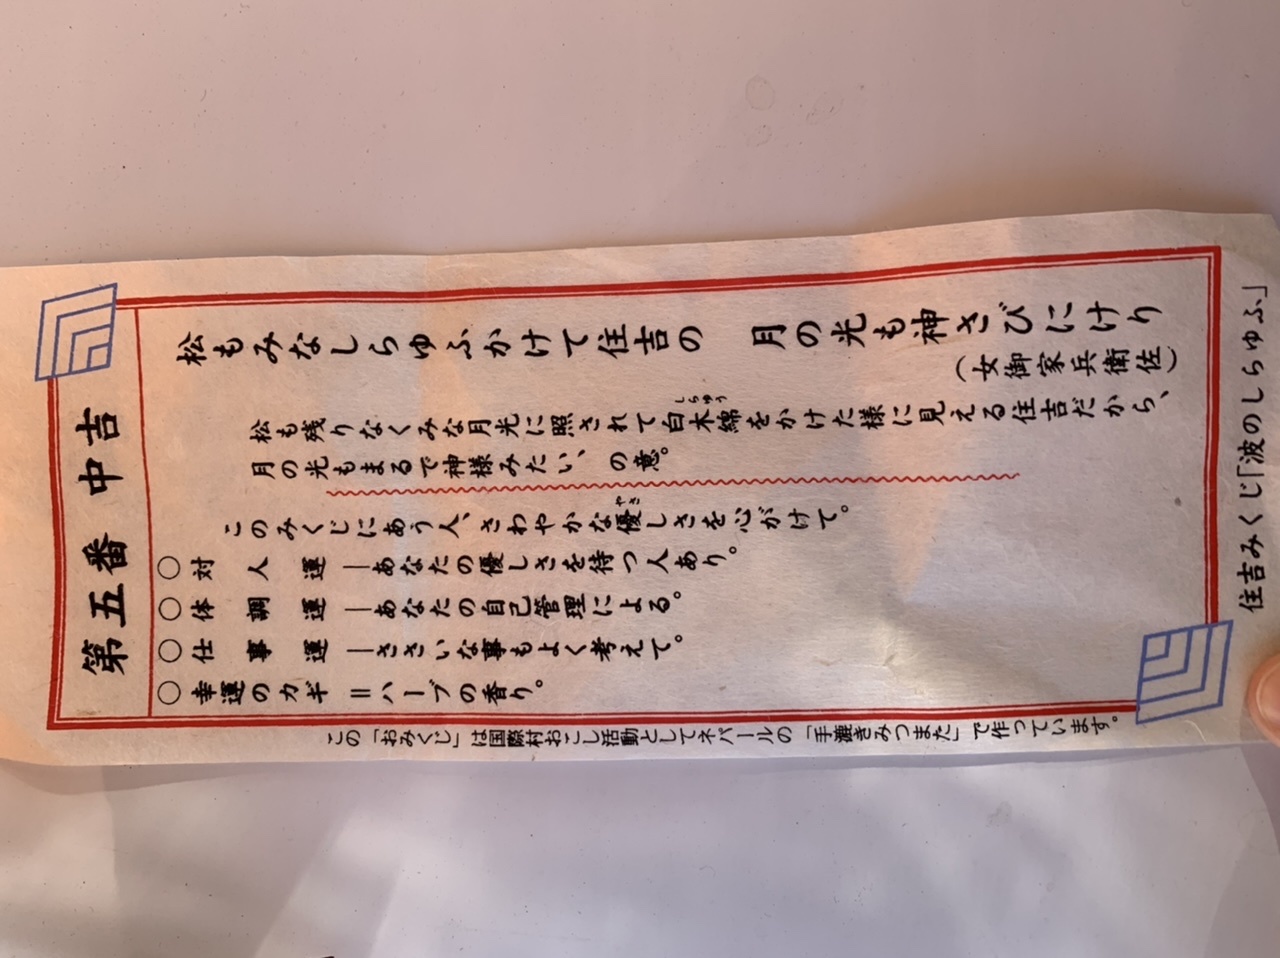 住吉みくじ「波のしらゆふ」
第五番 中吉
松もみなしらゆふかけて住吉の 月の光も神さびにけり
（女御家兵衛佐）
松も残りなくみな月光に照されて白木綿をかけた様に見える住吉だから、
しらゆう
月の光もまるで神様みたい、の意。
このみくじにあう人、さわやかな優しさを心がけて。
やさ
○対人運―あなたの優しさを待つ人あり。
○体調運―あなたの自己管理による。
○仕事運―ささいな事もよく考えて。
○幸運のカギ＝ハーブの香り。
この「おみくじ」は国際村おこし活動としてネパールの「手漉きみつまた」で作っています。